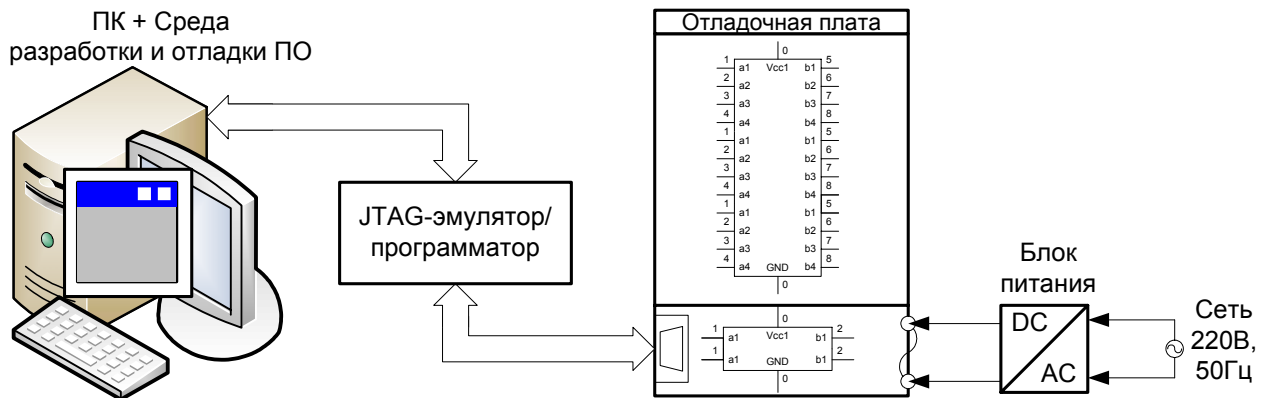 ПК + Среда
разработки и отладки ПО
JTAG-эмулятор/
программатор
Отладочная плата
0
1 a1 Vcc1 b1 5
2 a2 b2 6
3 a3 b3 7
4 a4 b4 8
1 a1 b1 5
2 a2 b2 6
3 a3 b3 7
4 a4 b4 8
1 a1 b1 5
2 a2 b2 6
3 a3 b3 7
4 a4 GND b4 8
0
0
1 a1 Vcc1 b1 2
1 a1 GND b1 2
0
Блок
питания
DC
AC
Сеть
220В,
50Гц